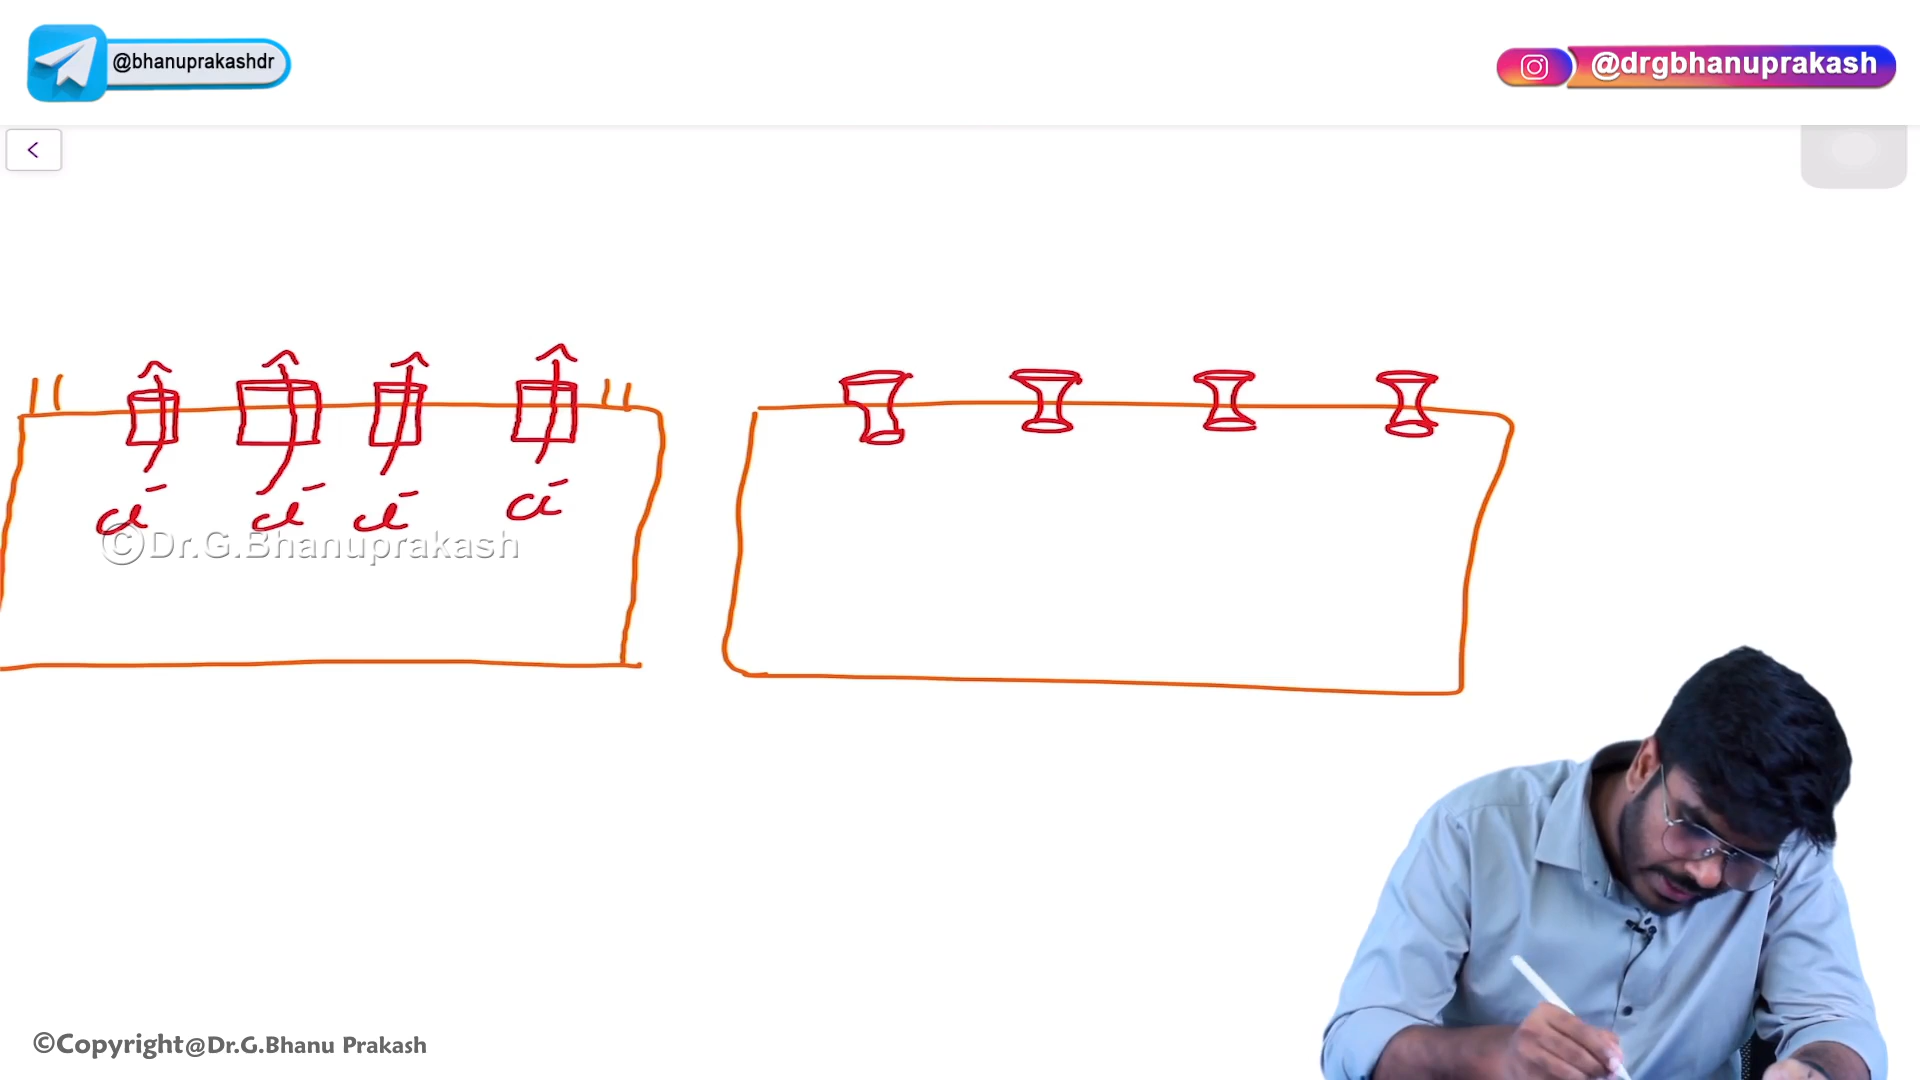 @bhanuprakashdr
@drgbhanuprakash
cl⁻ cl⁻ cl⁻ cl⁻
©Dr.G.Bhanuprakash
©Copyright@Dr.G.Bhanu Prakash